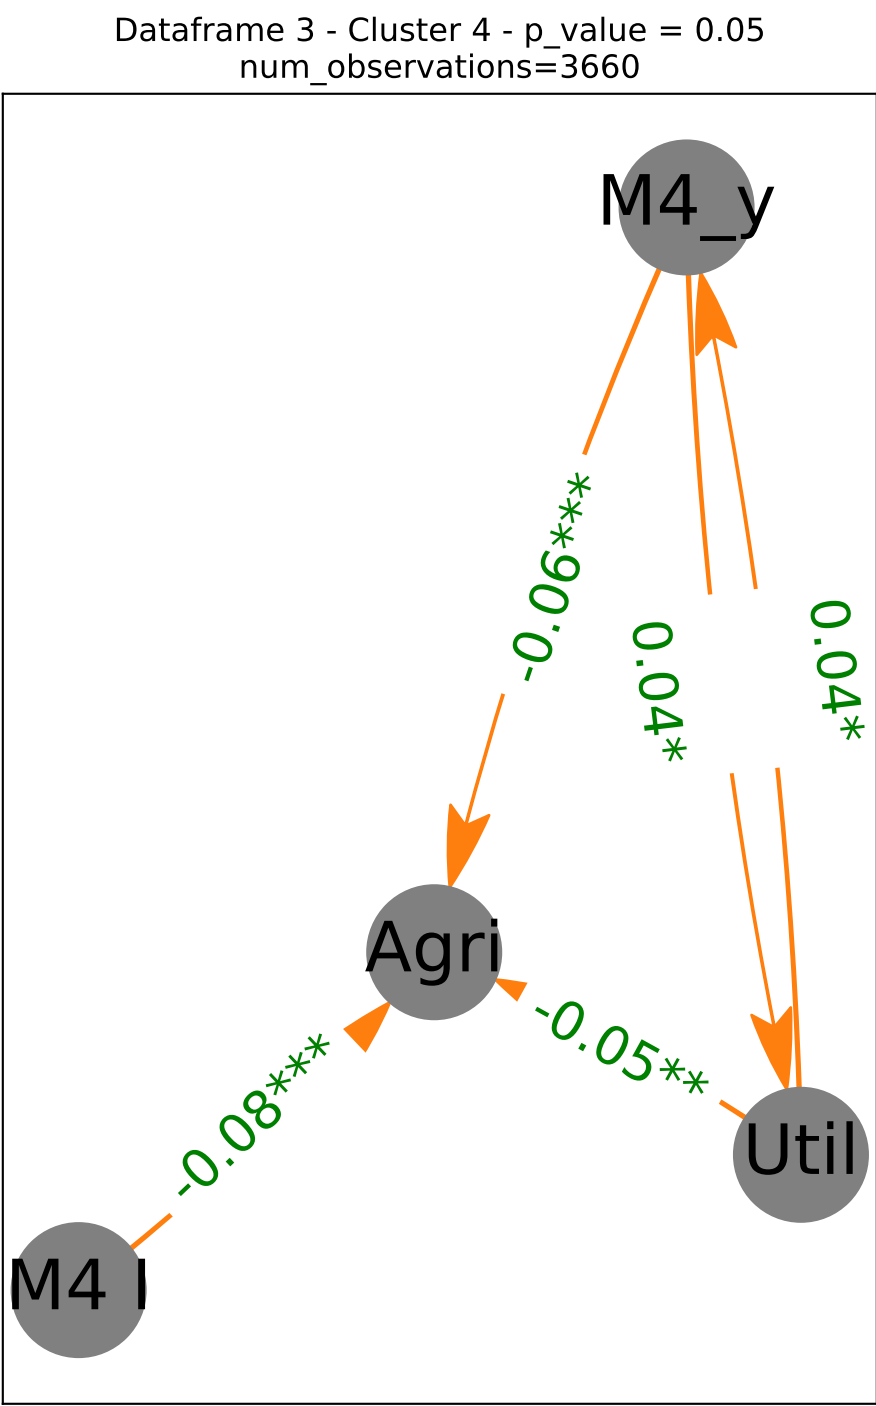 Dataframe 3 - Cluster 4 - p_value = 0.05
num_observations=3660
M4_y
-0.06***
0.04*
0.04*
Agri
-0.05**
-0.08***
Util
M4 I